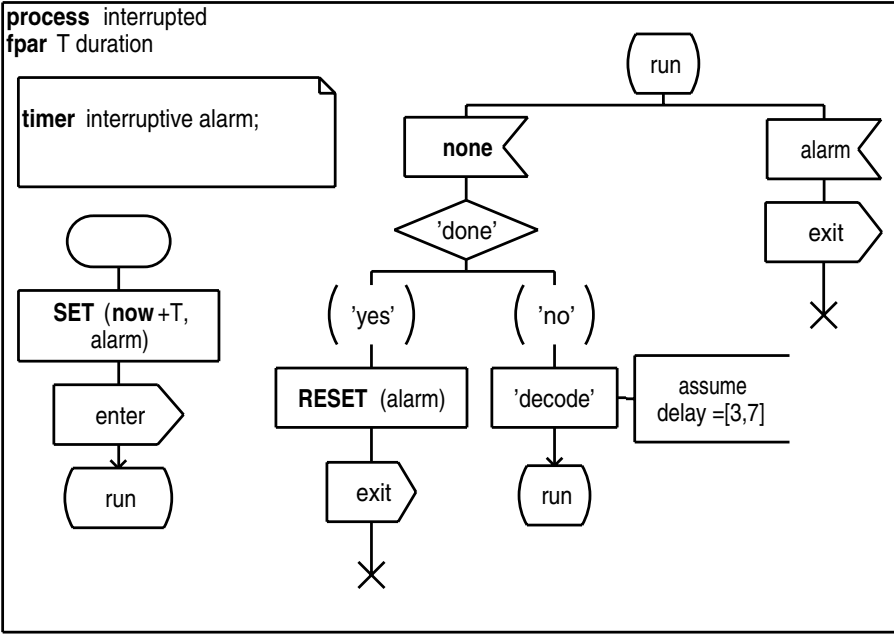 process interrupted
fpar T duration
timer interruptive alarm;
SET (now +T,
alarm)
enter
run
run
none
'done'
'yes'
RESET (alarm)
exit
'no'
'decode'
assume
delay =[3,7]
run
alarm
exit